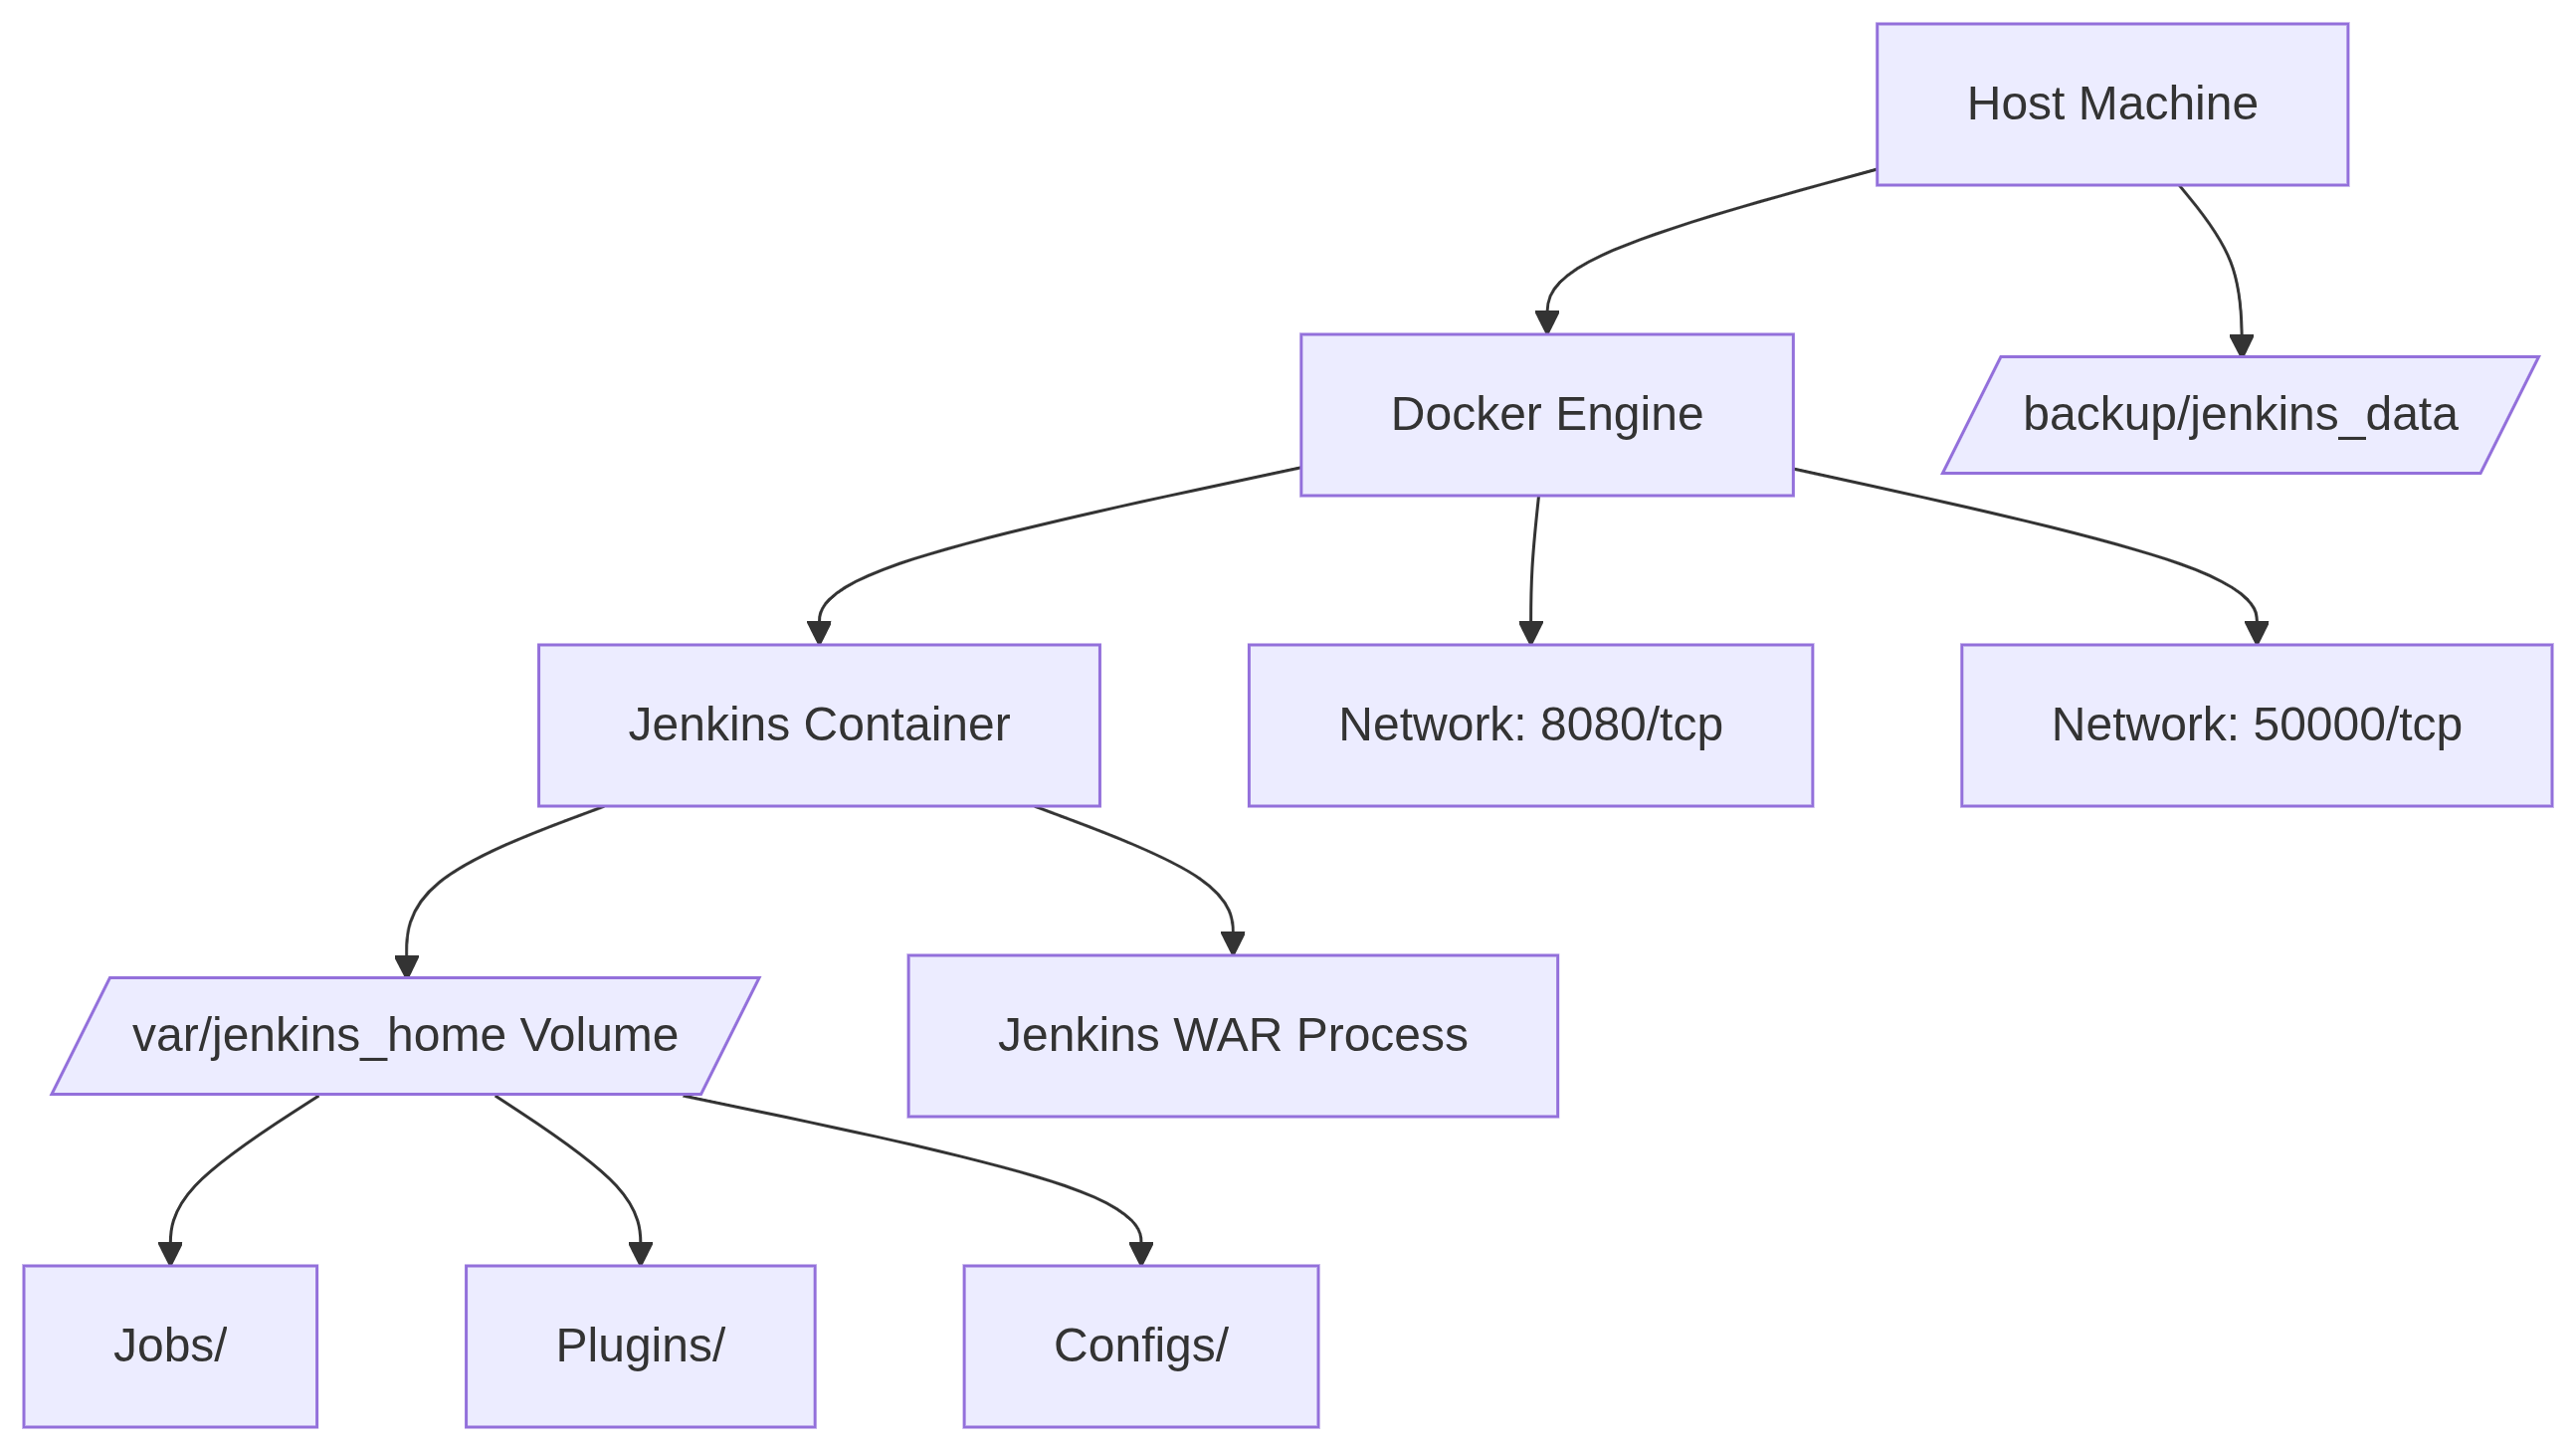 Host Machine
Docker Engine
backup/jenkins_data
Jenkins Container
Network: 8080/tcp
Network: 50000/tcp
var/jenkins_home Volume
Jenkins WAR Process
Jobs/
Plugins/
Configs/